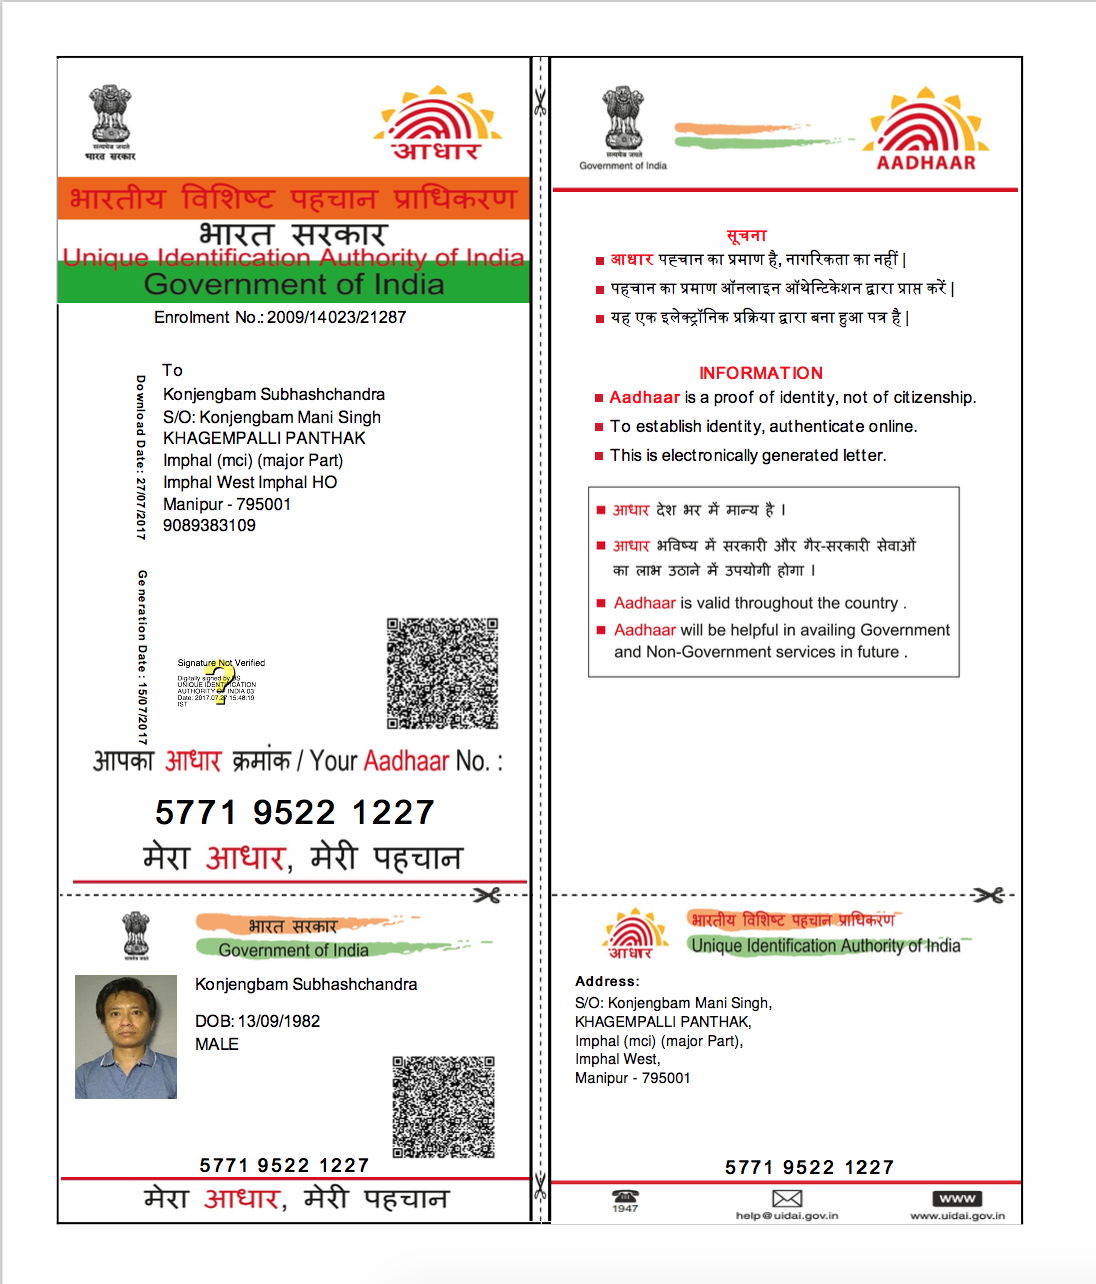 सत्यमेव जयते
भारत सरकार
आधार
भारतीय विशिष्ट पहचान प्राधिकरण
भारत सरकार
Unique Identification Authority of India
Government of India
Enrolment No.: 2009/14023/21287
To
Konjengbam Subhashchandra
S/O: Konjengbam Mani Singh
KHAGEMPALLI PANTHAK
Imphal (mci) (major Part)
Imphal West Imphal HO
Manipur - 795001
9089383109
Download Date: 27/07/2017
Generation Date: 15/07/2017
Signature Not Verified
Digitally signed by DS
UNIQUE IDENTIFICATION
AUTHORITY OF INDIA 03
Date: 2017.07.27 15:48:19
IST
आपका आधार क्रमांक / Your Aadhaar No. :
5771 9522 1227
मेरा आधार, मेरी पहचान
सत्यमेव जयते
Government of India
AADHAAR
सूचना
आधार पहचान का प्रमाण है, नागरिकता का नहीं |
पहचान का प्रमाण ऑनलाइन ऑथेन्टिकेशन द्वारा प्राप्त करें |
यह एक इलेक्ट्रॉनिक प्रक्रिया द्वारा बना हुआ पत्र है |
INFORMATION
Aadhaar is a proof of identity, not of citizenship.
To establish identity, authenticate online.
This is electronically generated letter.
आधार देश भर में मान्य है ।
आधार भविष्य में सरकारी और गैर-सरकारी सेवाओं
का लाभ उठाने में उपयोगी होगा ।
Aadhaar is valid throughout the country .
Aadhaar will be helpful in availing Government
and Non-Government services in future .
भारत सरकार
Government of India
Konjengbam Subhashchandra
DOB: 13/09/1982
MALE
5771 9522 1227
मेरा आधार, मेरी पहचान
आधार
भारतीय विशिष्ट पहचान प्राधिकरण
Unique Identification Authority of India
Address:
S/O: Konjengbam Mani Singh,
KHAGEMPALLI PANTHAK,
Imphal (mci) (major Part),
Imphal West,
Manipur - 795001
5771 9522 1227
1947
help@uidai.gov.in
www
www.uidai.gov.in